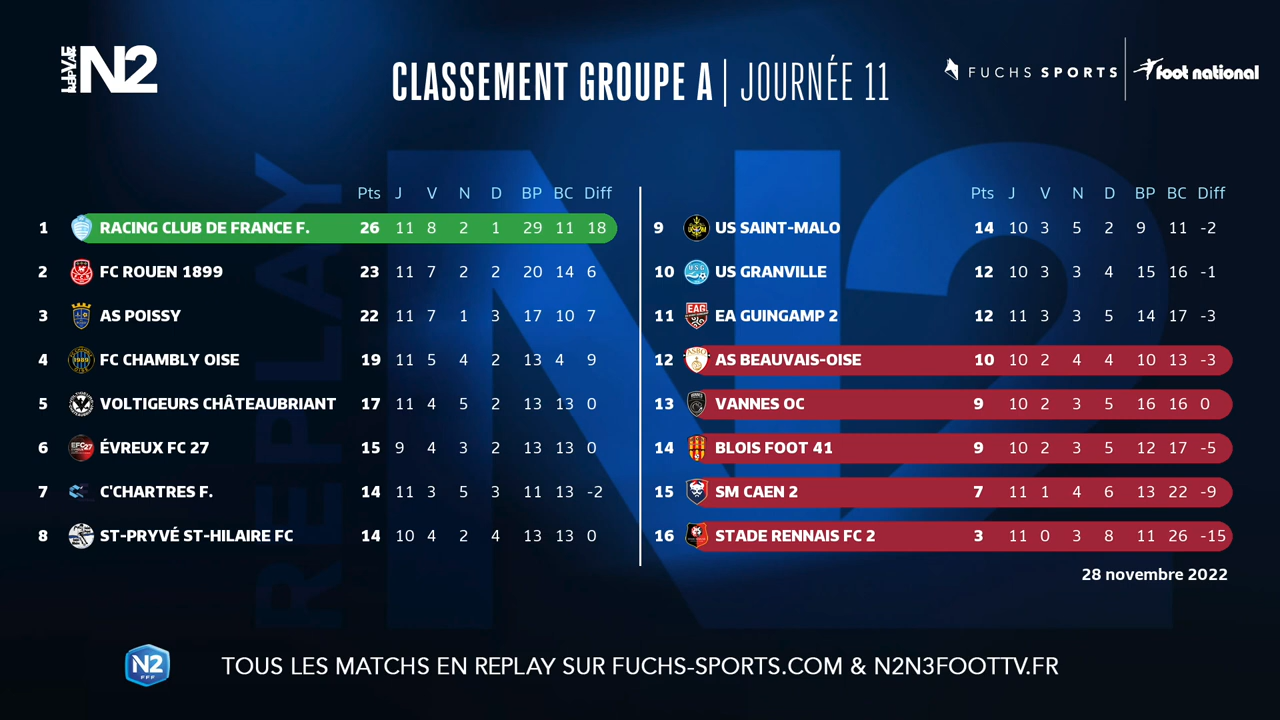 LIVE REPLAY N2
CLASSEMENT GROUPE A | JOURNÉE 11
FUCHS SPORTS
foot national
Pts J V N D BP BC Diff
1 RACING CLUB DE FRANCE F. 26 11 8 2 1 29 11 18
2 FC ROUEN 1899 23 11 7 2 2 20 14 6
3 AS POISSY 22 11 7 1 3 17 10 7
4 FC CHAMBLY OISE 19 11 5 4 2 13 4 9
5 VOLTIGEURS CHÂTEAUBRIANT 17 11 4 5 2 13 13 0
6 ÉVREUX FC 27 15 9 4 3 2 13 13 0
7 C'CHARTRES F. 14 11 3 5 3 11 13 -2
8 ST-PRYVÉ ST-HILAIRE FC 14 10 4 2 4 13 13 0
Pts J V N D BP BC Diff
9 US SAINT-MALO 14 10 3 5 2 9 11 -2
10 US GRANVILLE 12 10 3 3 4 15 16 -1
11 EA GUINGAMP 2 12 11 3 3 5 14 17 -3
12 AS BEAUVAIS-OISE 10 10 2 4 4 10 13 -3
13 VANNES OC 9 10 2 3 5 16 16 0
14 BLOIS FOOT 41 9 10 2 3 5 12 17 -5
15 SM CAEN 2 7 11 1 4 6 13 22 -9
16 STADE RENNAIS FC 2 3 11 0 3 8 11 26 -15
28 novembre 2022
REPLAY N2
N2
FFF
TOUS LES MATCHS EN REPLAY SUR FUCHS-SPORTS.COM & N2N3FOOTTV.FR